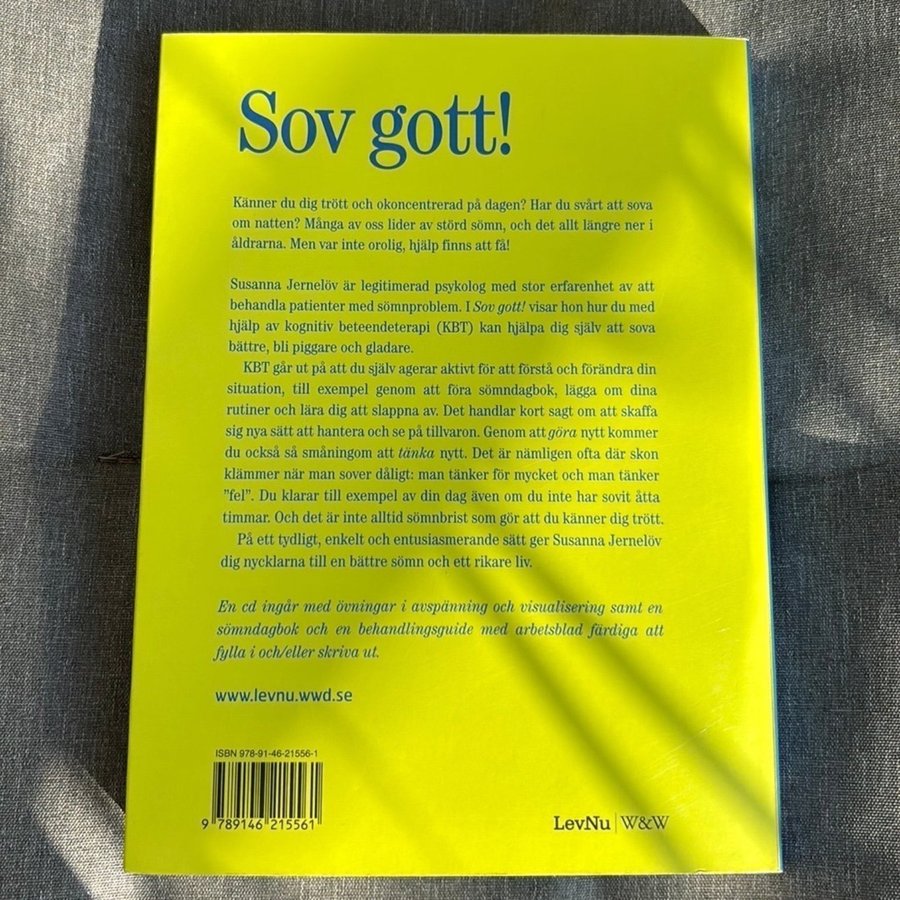 Sov gott!
Känner du dig trött och okoncentrerad på dagen? Har du svårt att sova
om natten? Många av oss lider av störd sömn, och det allt längre ner i
åldrarna. Men var inte orolig, hjälp finns att få!
Susanna Jernelöv är legitimerad psykolog med stor erfarenhet av att
behandla patienter med sömnproblem. I Sov gott! visar hon hur du med
hjälp av kognitiv beteendeterapi (KBT) kan hjälpa dig själv att sova
bättre, bli piggare och gladare.
KBT går ut på att du själv agerar aktivt för att förstå och förändra din
situation, till exempel genom att föra sömndagbok, lägga om dina
rutiner och lära dig att slappna av. Det handlar kort sagt om att skaffa
sig nya sätt att hantera och se på tillvaron. Genom att göra nytt kommer
du också så småningom att tänka nytt. Det är nämligen ofta där skon
klämmer när man sover dåligt: man tänker för mycket och man tänker
”fel”. Du klarar till exempel av din dag även om du inte har sovit åtta
timmar. Och det är inte alltid sömnbrist som gör att du känner dig trött.
På ett tydligt, enkelt och entusiasmerande sätt ger Susanna Jernelöv
dig nycklarna till en bättre sömn och ett rikare liv.
En cd ingår med övningar i avspänning och visualisering samt en
sömndagbok och en behandlingsguide med arbetsblad färdiga att
fylla i och/eller skriva ut.
www.levnu.wwd.se
ISBN 978-91-46-21556-1
9 789146 215561
LevNu | W&W